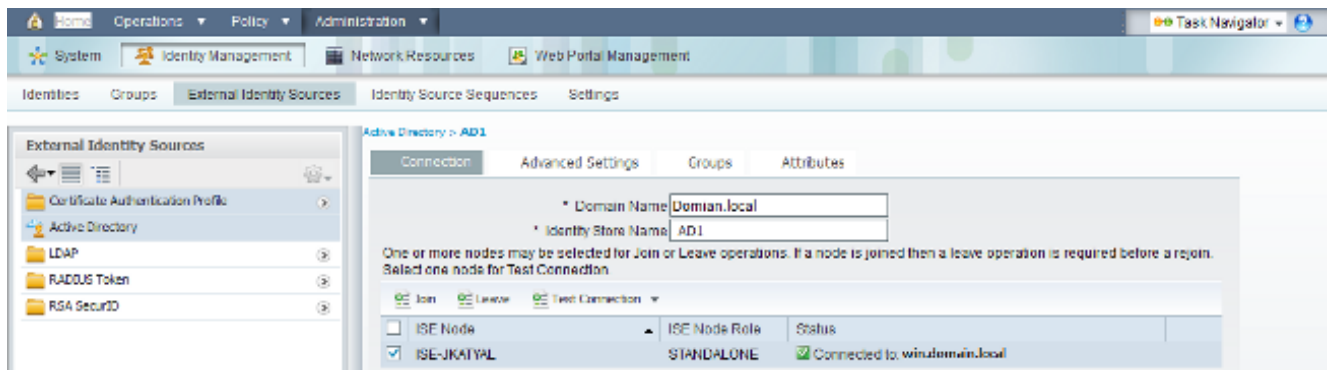 Home Operations Policy Administration Task Navigator
System Identity Management Network Resources Web Portal Management
Identities Groups External Identity Sources Identity Source Sequences Settings
External Identity Sources
Certificate Authentication Profile
Active Directory
LDAP
RADIUS Token
RSA SecurID
Active Directory > AD1
Connection Advanced Settings Groups Attributes
* Domain Name Domian.local
* Identity Store Name AD1
One or more nodes may be selected for Join or Leave operations. If a node is joined then a leave operation is required before a rejoin.
Select one node for Test Connection
Join Leave Test Connection
ISE Node ISE Node Role Status
ISE-JKATYAL STANDALONE Connected to: win.domain.local